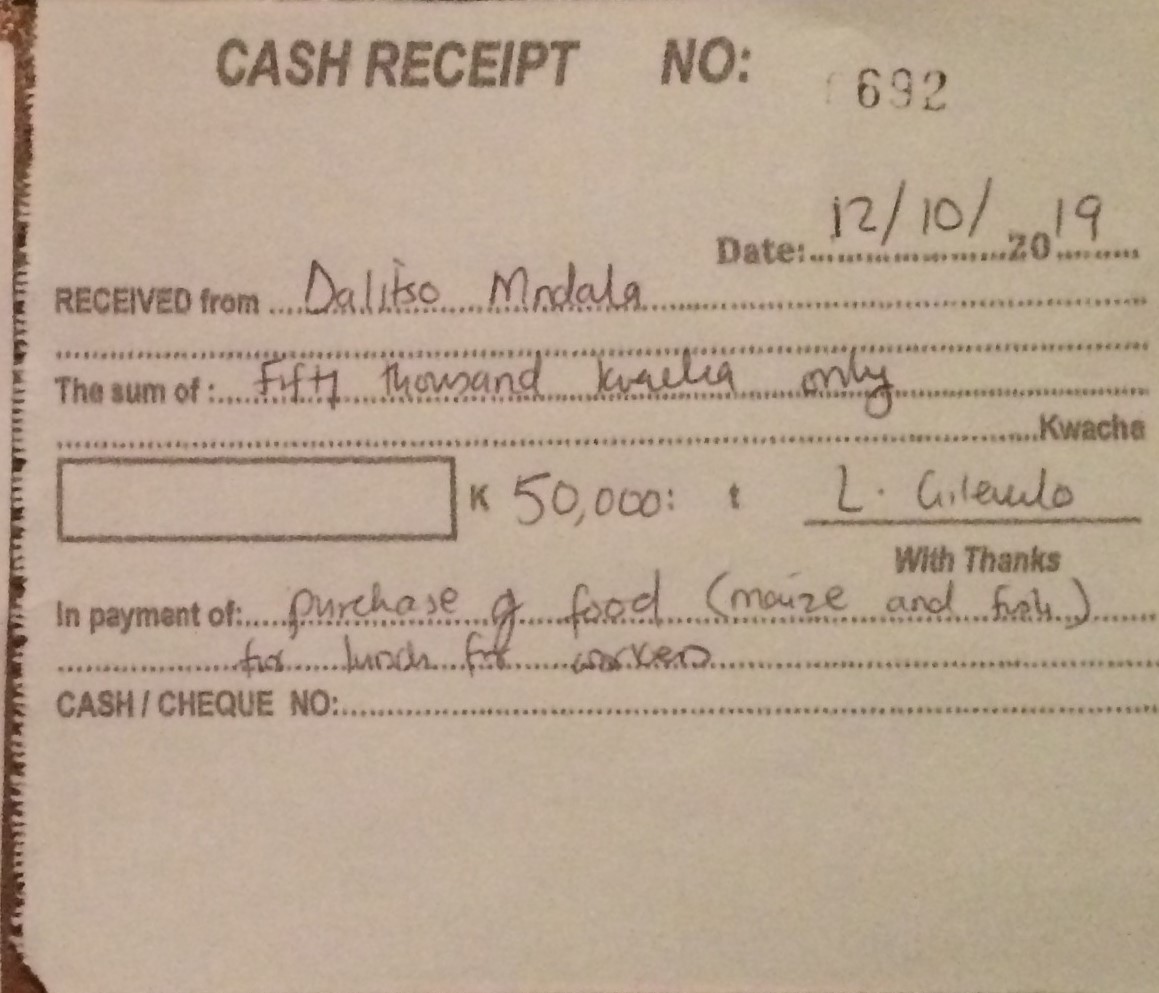 CASH RECEIPT NO: 692
Date: 12/10/ 2019
RECEIVED from Dalitso Mndala
The sum of : Fifty thousand kwacha only
Kwacha
K 50,000: t L.
With Thanks
In payment of: purchase of food (maize and fish)
for lunch for workers
CASH / CHEQUE NO: